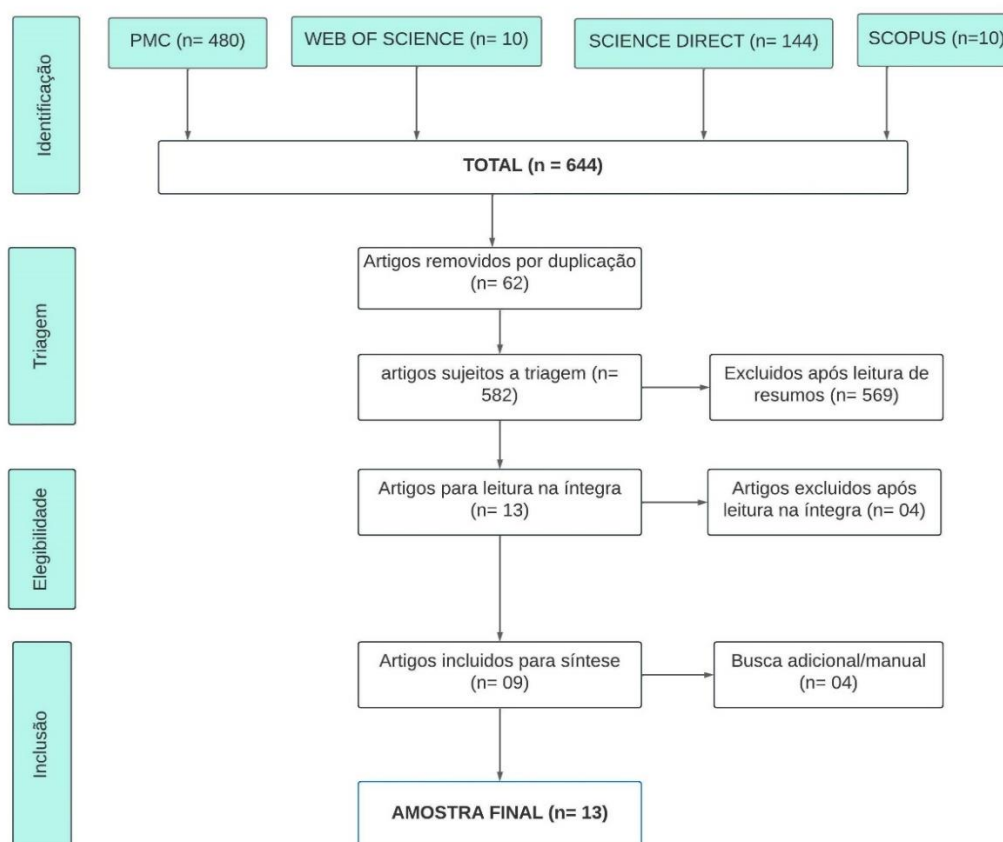 Identificação
PMC (n= 480)
WEB OF SCIENCE (n= 10)
SCIENCE DIRECT (n= 144)
SCOPUS (n=10)
TOTAL (n = 644)
Triagem
Artigos removidos por duplicação
(n= 62)
artigos sujeitos a triagem (n=
582)
Excluidos após leitura de
resumos (n= 569)
Elegibilidade
Artigos para leitura na íntegra
(n= 13)
Artigos excluidos após
leitura na íntegra (n= 04)
Inclusão
Artigos incluidos para síntese
(n= 09)
Busca adicional/manual
(n= 04)
AMOSTRA FINAL (n= 13)